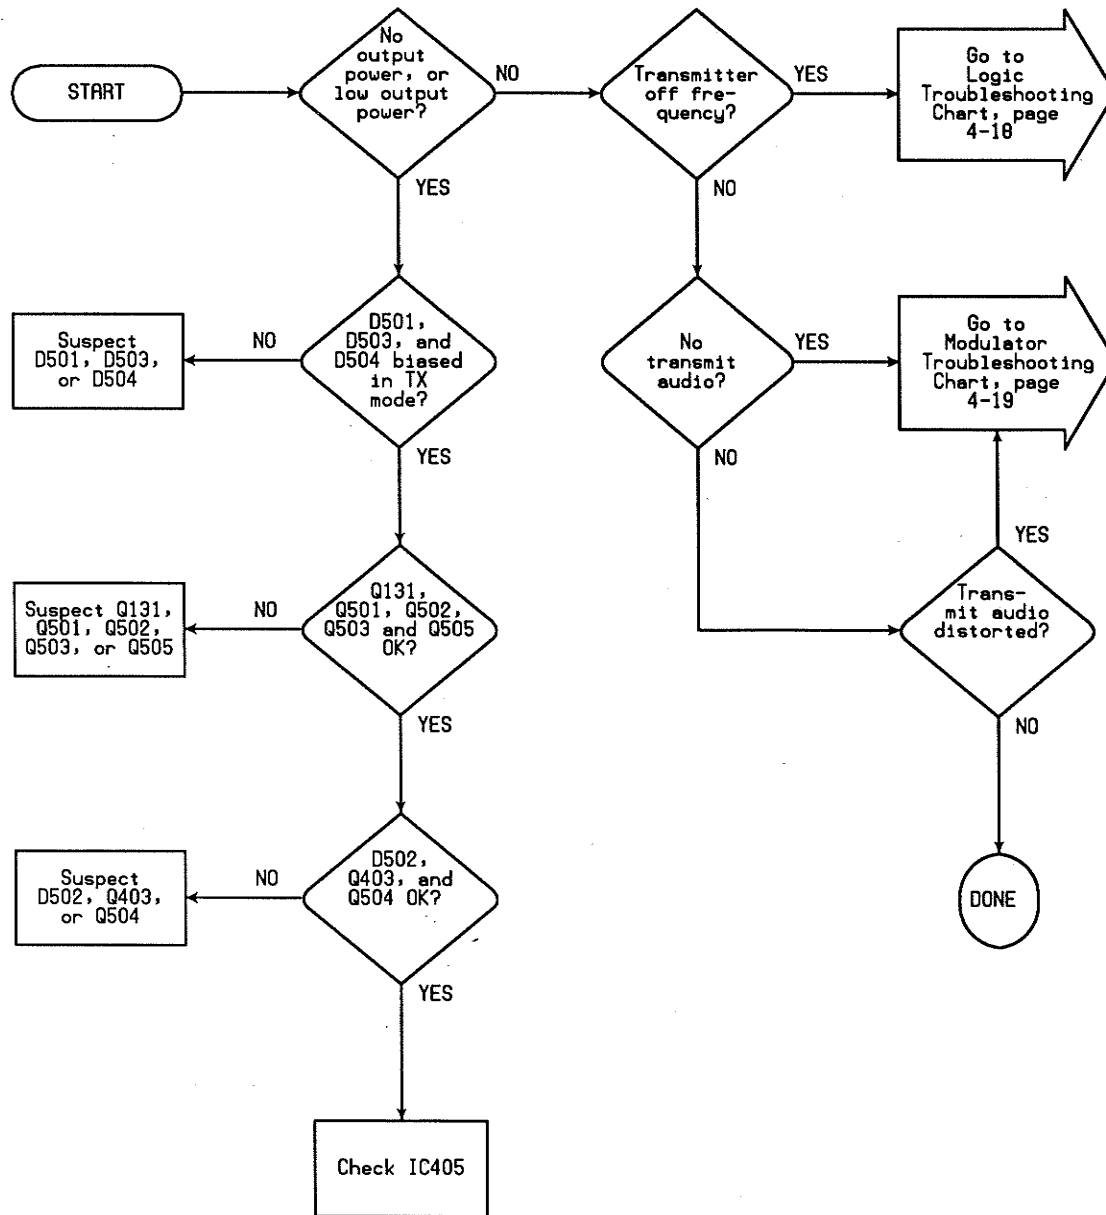 START
No
output
power, or
low output
power?
NO
Transmitter
off fre-
quency?
YES
Go to
Logic
Troubleshooting
Chart, page
4-18
YES
NO
Suspect
D501, D503,
or D504
NO
D501,
D503, and
D504 biased
in TX
mode?
No
transmit
audio?
YES
Go to
Modulator
Troubleshooting
Chart, page
4-19
YES
NO
YES
Suspect Q131,
Q501, Q502,
Q503, or Q505
NO
Q131,
Q501, Q502,
Q503 and Q505
OK?
Trans-
mit audio
distorted?
YES
NO
Suspect
D502, Q403,
or Q504
NO
D502,
Q403, and
Q504 OK?
DONE
YES
Check IC405